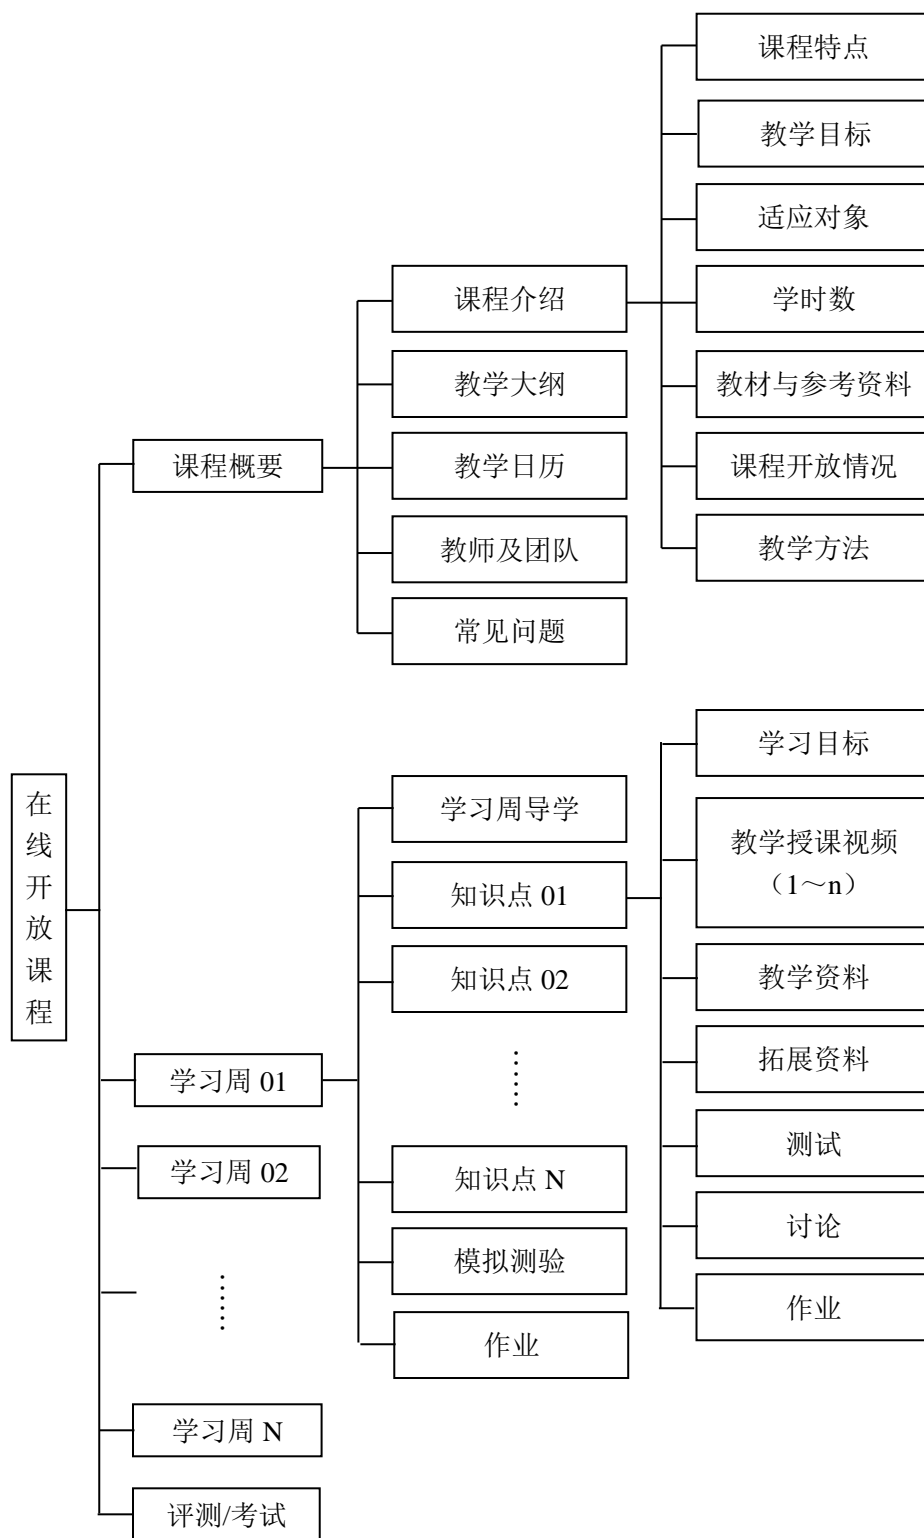 课程特点
教学目标
适应对象
课程介绍
学时数
教学大纲
教材与参考资料
课程概要
教学日历
课程开放情况
教师及团队
教学方法
常见问题
学习目标
在线开放课程
学习周导学
教学授课视频
（1～n）
知识点 01
知识点 02
教学资料
学习周 01
……
拓展资料
学习周 02
知识点 N
测试
讨论
……
模拟测验
作业
作业
学习周 N
评测/考试